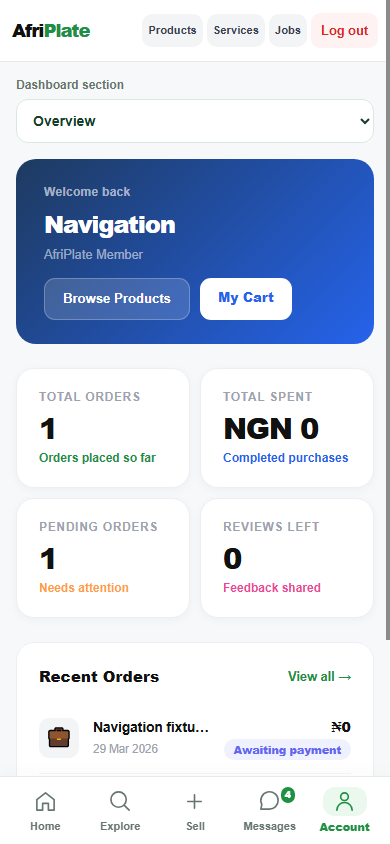 AfriPlate
Products
Services
Jobs
Log out
Dashboard section
Overview
Welcome back
Navigation
AfriPlate Member
Browse Products
My Cart
TOTAL ORDERS
1
Orders placed so far
TOTAL SPENT
NGN 0
Completed purchases
PENDING ORDERS
1
Needs attention
REVIEWS LEFT
0
Feedback shared
Recent Orders
View all →
Navigation fixtu...
₦0
29 Mar 2026
Awaiting payment
Home
Explore
Sell
4
Messages
Account